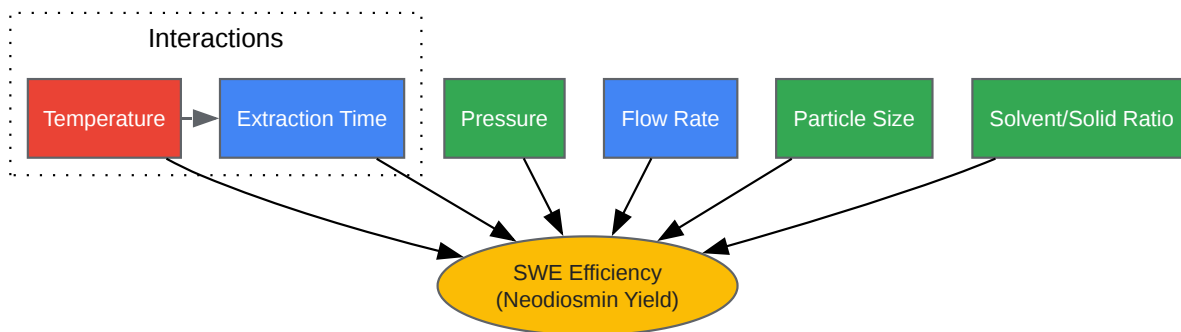 Interactions
Temperature
Extraction Time
Pressure
Flow Rate
Particle Size
Solvent/Solid Ratio
SWE Efficiency
(Neodiosmin Yield)